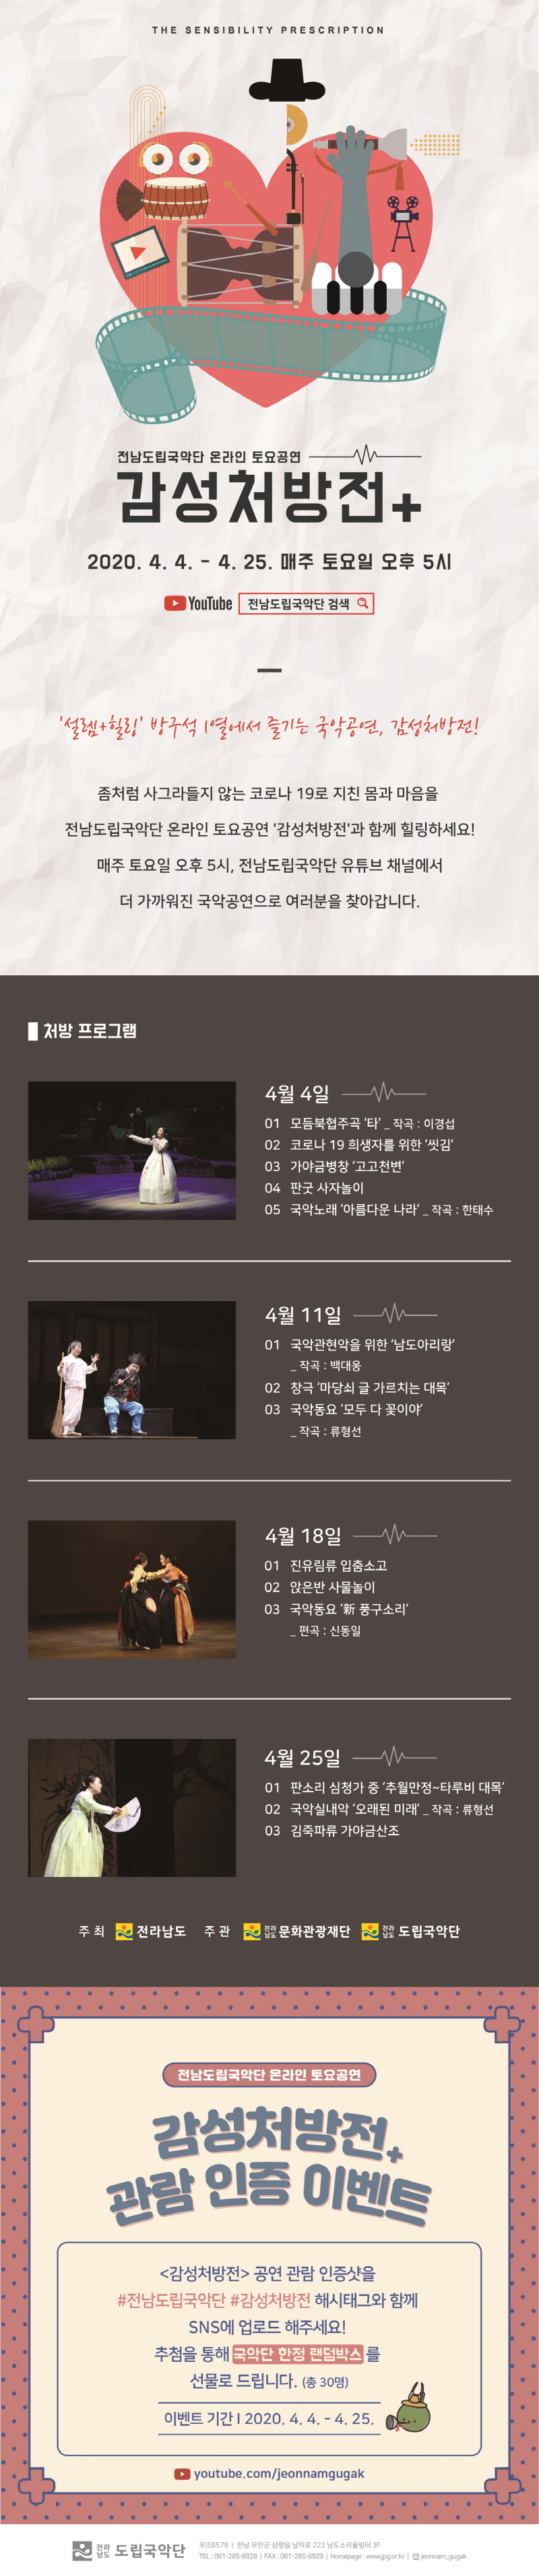 THE SENSIBILITY PRESCRIPTION
전남도립국악단 온라인 토요공연
감성처방전+
2020. 4. 4. - 4. 25. 매주 토요일 오후 5시
YouTube 전남도립국악단 검색
'설렘+힐링' 방구석 1열에서 즐기는 국악공연, 감성처방전!
좀처럼 사그라들지 않는 코로나 19로 지친 몸과 마음을
전남도립국악단 온라인 토요공연 '감성처방전'과 함께 힐링하세요!
매주 토요일 오후 5시, 전남도립국악단 유튜브 채널에서
더 가까워진 국악공연으로 여러분을 찾아갑니다.
처방 프로그램
4월 4일
01 모듬북협주곡 '타' _ 작곡 : 이경섭
02 코로나 19 희생자를 위한 '씻김'
03 가야금병창 '고고천변'
04 판굿 사자놀이
05 국악노래 '아름다운 나라' _ 작곡 : 한태수
4월 11일
01 국악관현악을 위한 '남도아리랑'
_ 작곡 : 백대웅
02 창극 '마당쇠 글 가르치는 대목'
03 국악동요 '모두 다 꽃이야'
_ 작곡 : 류형선
4월 18일
01 진유림류 입춤소고
02 앉은반 사물놀이
03 국악동요 '新 풍구소리'
_ 편곡 : 신동일
4월 25일
01 판소리 심청가 중 '추월만정~타루비 대목'
02 국악실내악 '오래된 미래' _ 작곡 : 류형선
03 김죽파류 가야금산조
주최 전라남도 주관 전라남도 문화관광재단 전라남도 도립국악단
전남도립국악단 온라인 토요공연
감성처방전+
관람 인증 이벤트
<감성처방전> 공연 관람 인증샷을
#전남도립국악단 #감성처방전 해시태그와 함께
SNS에 업로드 해주세요!
추첨을 통해 국악단 한정 랜덤박스 를
선물로 드립니다. (총 30명)
이벤트 기간 I 2020. 4. 4. - 4. 25.
youtube.com/jeonnamgugak
전라남도 도립국악단
우)58579 | 전남 무안군 삼향읍 남악로 222 남도소리울림터 3F
TEL : 061-285-6928 | FAX : 061-285-6929 | Homepage : www.jpg.or.kr | jeonnam_gugak